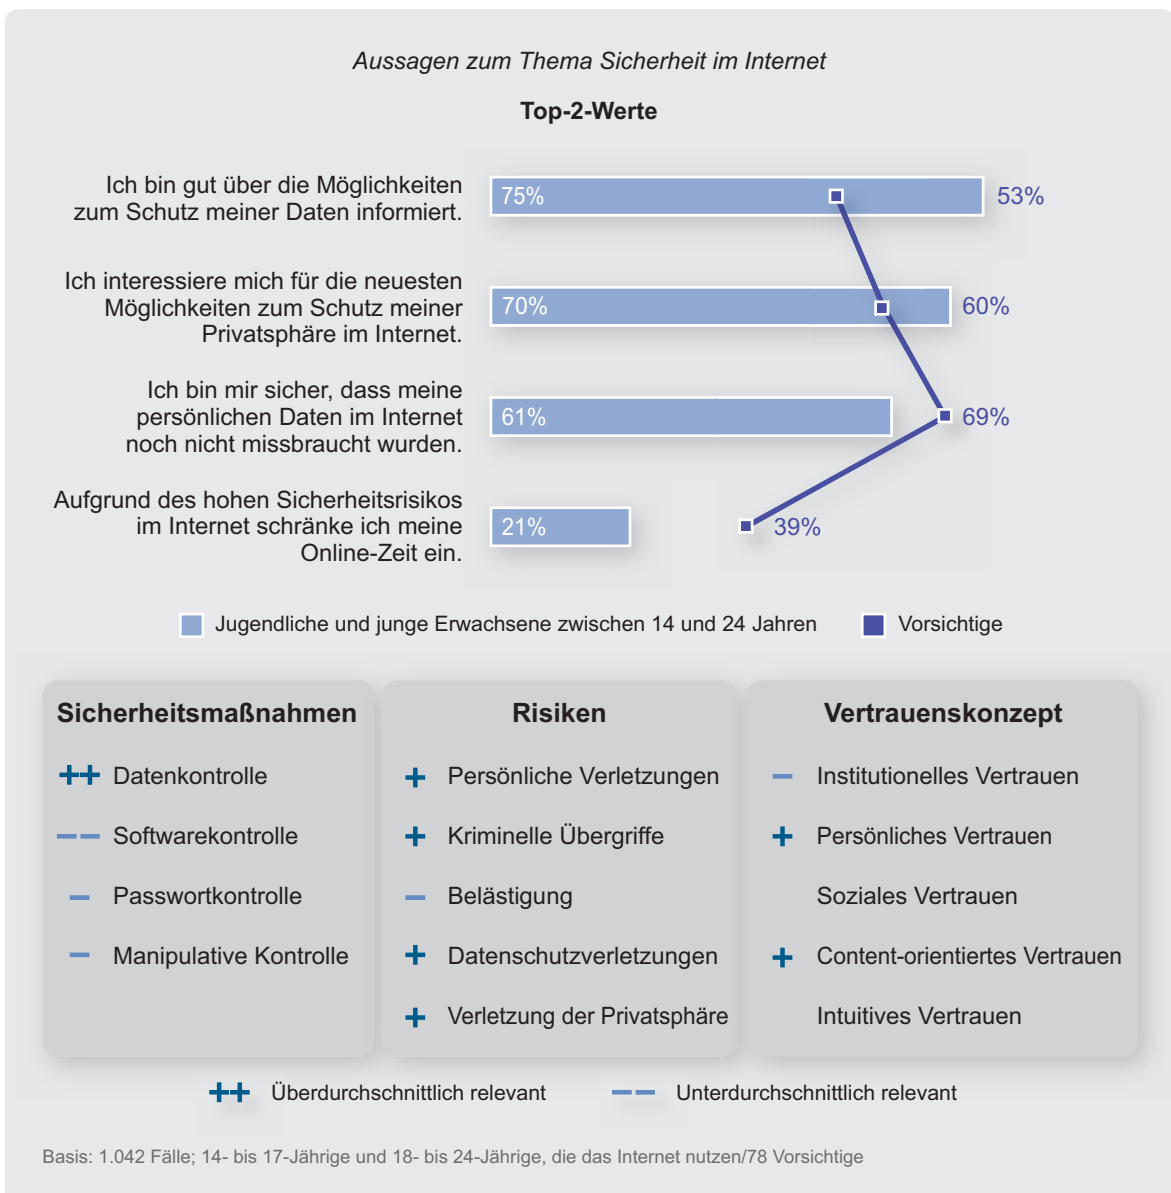 Aussagen zum Thema Sicherheit im Internet
Top-2-Werte
Ich bin gut über die Möglichkeiten
zum Schutz meiner Daten informiert.
75%
53%
Ich interessiere mich für die neuesten
Möglichkeiten zum Schutz meiner
Privatsphäre im Internet.
70%
60%
Ich bin mir sicher, dass meine
persönlichen Daten im Internet
noch nicht missbraucht wurden.
61%
69%
Aufgrund des hohen Sicherheitsrisikos
im Internet schränke ich meine
Online-Zeit ein.
21%
39%
Jugendliche und junge Erwachsene zwischen 14 und 24 Jahren
Vorsichtige
Sicherheitsmaßnahmen
++ Datenkontrolle
–– Softwarekontrolle
– Passwortkontrolle
– Manipulative Kontrolle
Risiken
+ Persönliche Verletzungen
+ Kriminelle Übergriffe
– Belästigung
+ Datenschutzverletzungen
+ Verletzung der Privatsphäre
Vertrauenskonzept
– Institutionelles Vertrauen
+ Persönliches Vertrauen
Soziales Vertrauen
+ Content-orientiertes Vertrauen
Intuitives Vertrauen
++ Überdurchschnittlich relevant
–– Unterdurchschnittlich relevant
Basis: 1.042 Fälle; 14- bis 17-Jährige und 18- bis 24-Jährige, die das Internet nutzen/78 Vorsichtige